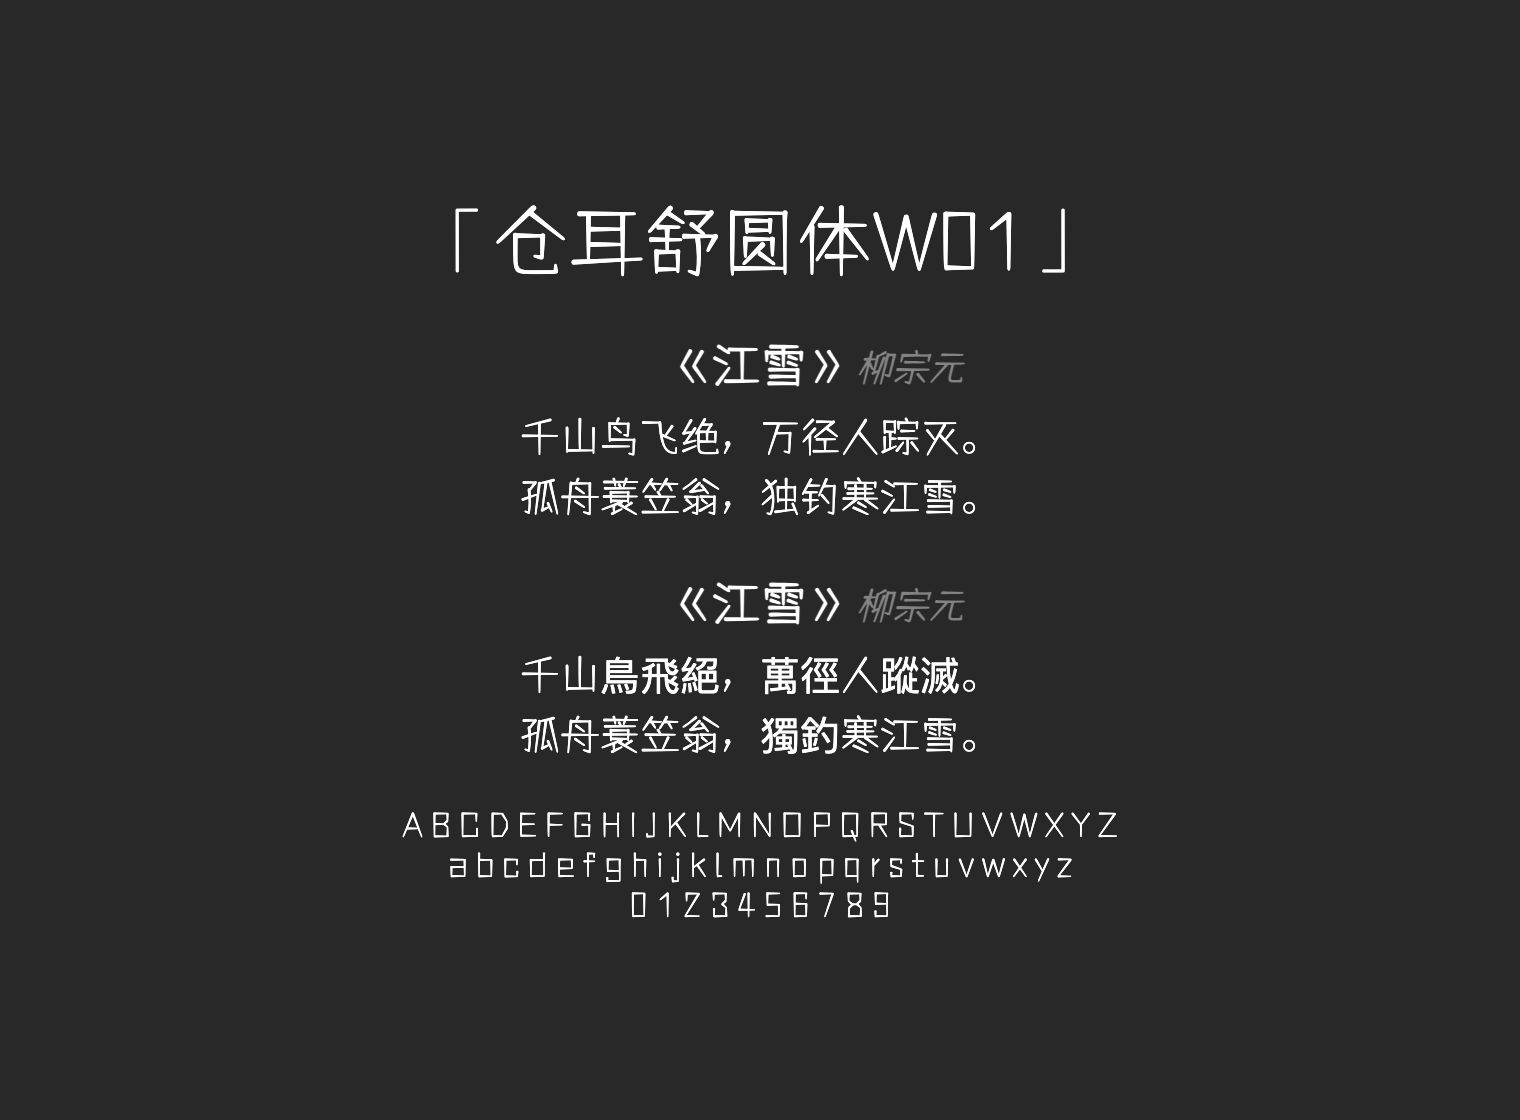 「仓耳舒圆体W01」
《江雪》柳宗元
千山鸟飞绝，万径人踪灭。
孤舟蓑笠翁，独钓寒江雪。
《江雪》柳宗元
千山鳥飛絕，萬徑人蹤滅。
孤舟蓑笠翁，獨釣寒江雪。
ABCDEFGHIJKLMNOPQRSTUVWXYZ
abcdefghijklmnopqrstuvwxyz
0123456789